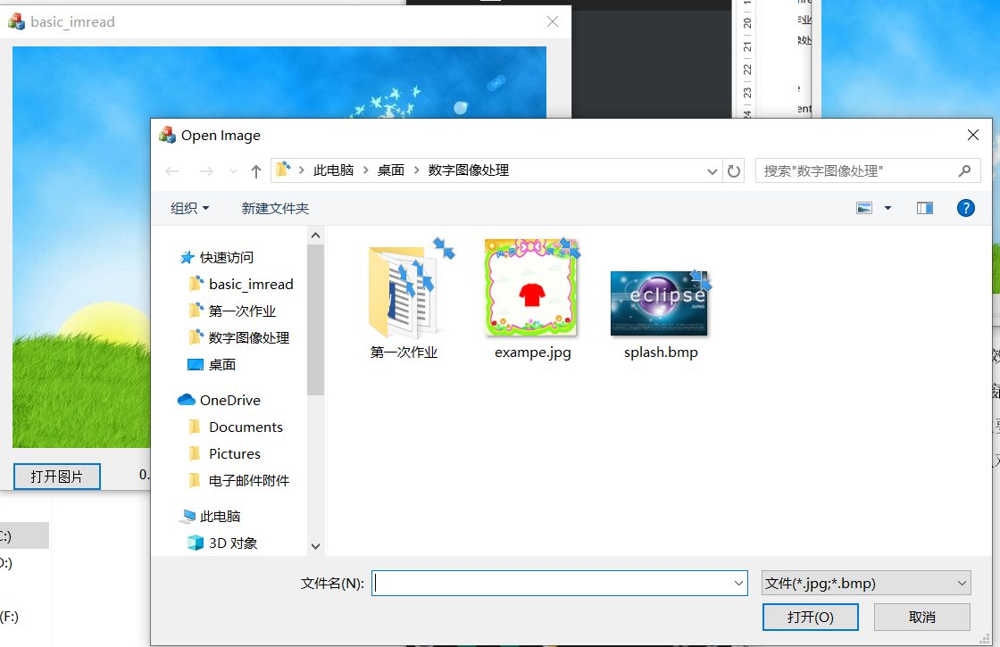 basic_imread
20
21
22
23
24
Open Image
此电脑 桌面 数字图像处理
搜索"数字图像处理"
组织 新建文件夹
?
快速访问
basic_imread
第一次作业
数字图像处理
桌面
OneDrive
Documents
Pictures
电子邮件附件
此电脑
3D 对象
第一次作业
exampe.jpg
eclipse
JUNO
splash.bmp
打开图片
0.
C:)
D:)
(F:)
文件名(N):
文件(*.jpg;*.bmp)
打开(O)
取消